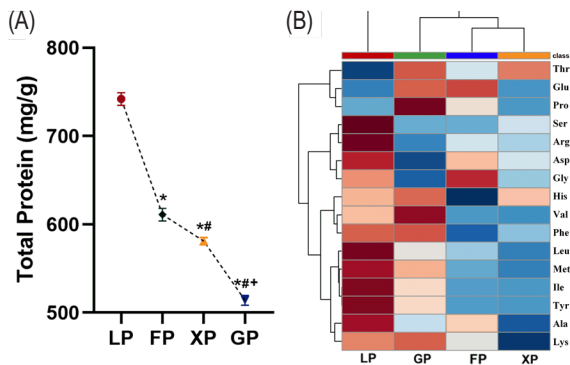 (A)
Total Protein (mg/g)
800
700
600
500
*
*#
*#+
LP FP XP GP
(B)
class
Thr
Glu
Pro
Ser
Arg
Asp
Gly
His
Val
Phe
Leu
Met
Ile
Tyr
Ala
Lys
LP GP FP XP